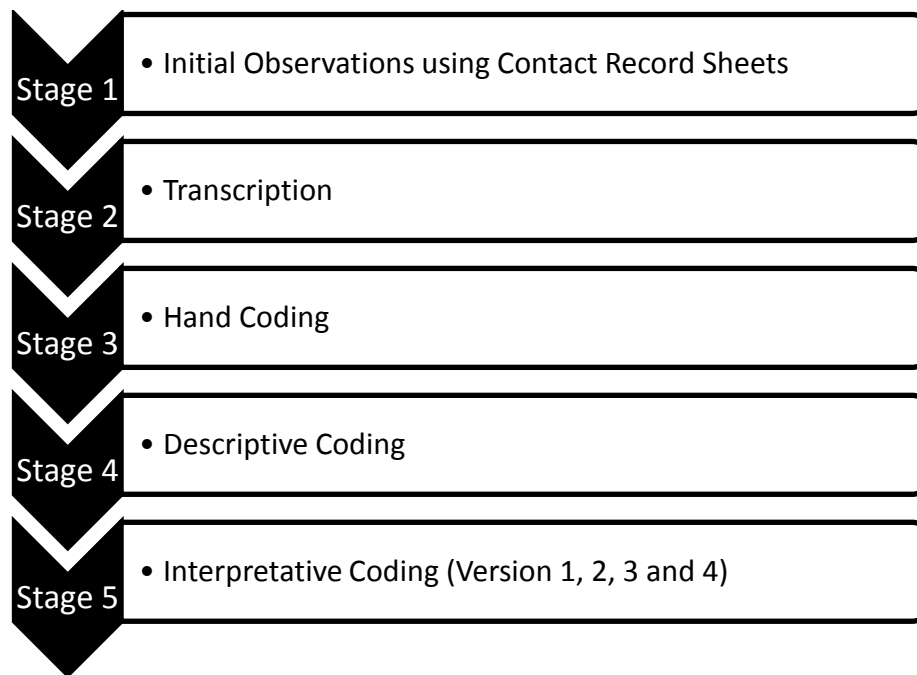 Stage 1
• Initial Observations using Contact Record Sheets
Stage 2
• Transcription
Stage 3
• Hand Coding
Stage 4
• Descriptive Coding
Stage 5
• Interpretative Coding (Version 1, 2, 3 and 4)